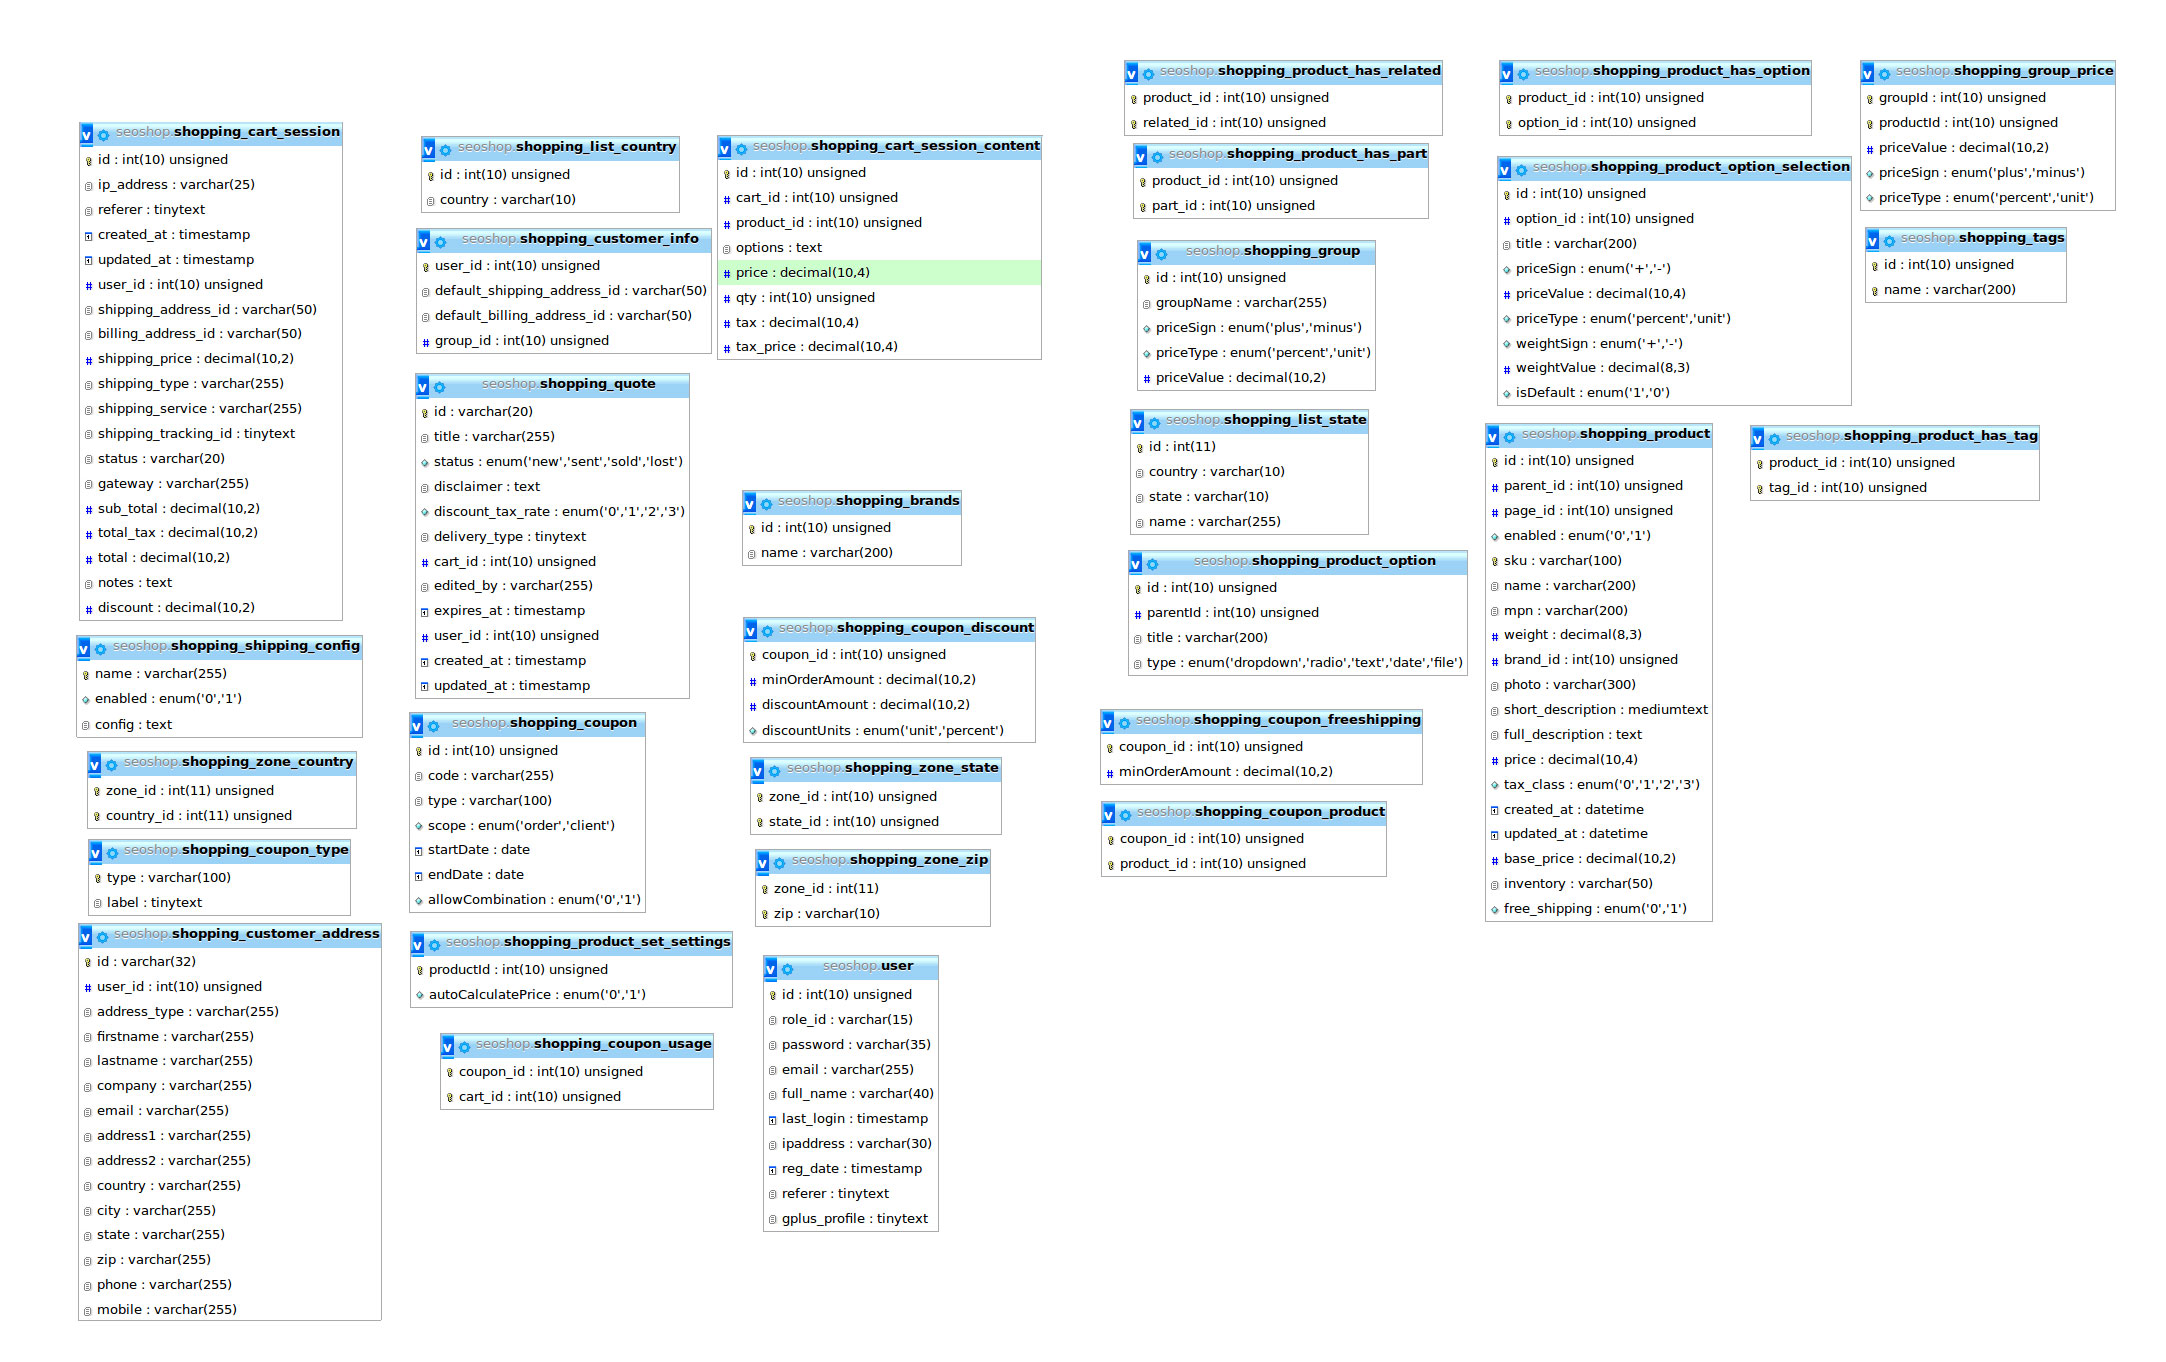 seoshop.shopping_cart_session
id : int(10) unsigned
ip_address : varchar(25)
referer : tinytext
created_at : timestamp
updated_at : timestamp
user_id : int(10) unsigned
shipping_address_id : varchar(50)
billing_address_id : varchar(50)
shipping_price : decimal(10,2)
shipping_type : varchar(255)
shipping_service : varchar(255)
shipping_tracking_id : tinytext
status : varchar(20)
gateway : varchar(255)
sub_total : decimal(10,2)
total_tax : decimal(10,2)
total : decimal(10,2)
notes : text
discount : decimal(10,2)
seoshop.shopping_shipping_config
name : varchar(255)
enabled : enum('0','1')
config : text
seoshop.shopping_zone_country
zone_id : int(11) unsigned
country_id : int(11) unsigned
seoshop.shopping_coupon_type
type : varchar(100)
label : tinytext
seoshop.shopping_customer_address
id : varchar(32)
user_id : int(10) unsigned
address_type : varchar(255)
firstname : varchar(255)
lastname : varchar(255)
company : varchar(255)
email : varchar(255)
address1 : varchar(255)
address2 : varchar(255)
country : varchar(255)
city : varchar(255)
state : varchar(255)
zip : varchar(255)
phone : varchar(255)
mobile : varchar(255)
seoshop.shopping_list_country
id : int(10) unsigned
country : varchar(10)
seoshop.shopping_customer_info
user_id : int(10) unsigned
default_shipping_address_id : varchar(50)
default_billing_address_id : varchar(50)
group_id : int(10) unsigned
seoshop.shopping_quote
id : varchar(20)
title : varchar(255)
status : enum('new','sent','sold','lost')
disclaimer : text
discount_tax_rate : enum('0','1','2','3')
delivery_type : tinytext
cart_id : int(10) unsigned
edited_by : varchar(255)
expires_at : timestamp
user_id : int(10) unsigned
created_at : timestamp
updated_at : timestamp
seoshop.shopping_coupon
id : int(10) unsigned
code : varchar(255)
type : varchar(100)
scope : enum('order','client')
startDate : date
endDate : date
allowCombination : enum('0','1')
seoshop.shopping_product_set_settings
productId : int(10) unsigned
autoCalculatePrice : enum('0','1')
seoshop.shopping_coupon_usage
coupon_id : int(10) unsigned
cart_id : int(10) unsigned
seoshop.shopping_cart_session_content
id : int(10) unsigned
cart_id : int(10) unsigned
product_id : int(10) unsigned
options : text
price : decimal(10,4)
qty : int(10) unsigned
tax : decimal(10,4)
tax_price : decimal(10,4)
seoshop.shopping_brands
id : int(10) unsigned
name : varchar(200)
seoshop.shopping_coupon_discount
coupon_id : int(10) unsigned
minOrderAmount : decimal(10,2)
discountAmount : decimal(10,2)
discountUnits : enum('unit','percent')
seoshop.shopping_zone_state
zone_id : int(10) unsigned
state_id : int(10) unsigned
seoshop.shopping_zone_zip
zone_id : int(11)
zip : varchar(10)
seoshop.user
id : int(10) unsigned
role_id : varchar(15)
password : varchar(35)
email : varchar(255)
full_name : varchar(40)
last_login : timestamp
ipaddress : varchar(30)
reg_date : timestamp
referer : tinytext
gplus_profile : tinytext
seoshop.shopping_product_has_related
product_id : int(10) unsigned
related_id : int(10) unsigned
seoshop.shopping_product_has_part
product_id : int(10) unsigned
part_id : int(10) unsigned
seoshop.shopping_group
id : int(10) unsigned
groupName : varchar(255)
priceSign : enum('plus','minus')
priceType : enum('percent','unit')
priceValue : decimal(10,2)
seoshop.shopping_list_state
id : int(11)
country : varchar(10)
state : varchar(10)
name : varchar(255)
seoshop.shopping_product_option
id : int(10) unsigned
parentId : int(10) unsigned
title : varchar(200)
type : enum('dropdown','radio','text','date','file')
seoshop.shopping_coupon_freeshipping
coupon_id : int(10) unsigned
minOrderAmount : decimal(10,2)
seoshop.shopping_coupon_product
coupon_id : int(10) unsigned
product_id : int(10) unsigned
seoshop.shopping_product_has_option
product_id : int(10) unsigned
option_id : int(10) unsigned
seoshop.shopping_product_option_selection
id : int(10) unsigned
option_id : int(10) unsigned
title : varchar(200)
priceSign : enum('+','-')
priceValue : decimal(10,4)
priceType : enum('percent','unit')
weightSign : enum('+','-')
weightValue : decimal(8,3)
isDefault : enum('1','0')
seoshop.shopping_product
id : int(10) unsigned
parent_id : int(10) unsigned
page_id : int(10) unsigned
enabled : enum('0','1')
sku : varchar(100)
name : varchar(200)
mpn : varchar(200)
weight : decimal(8,3)
brand_id : int(10) unsigned
photo : varchar(300)
short_description : mediumtext
full_description : text
price : decimal(10,4)
tax_class : enum('0','1','2','3')
created_at : datetime
updated_at : datetime
base_price : decimal(10,2)
inventory : varchar(50)
free_shipping : enum('0','1')
seoshop.shopping_group_price
groupId : int(10) unsigned
productId : int(10) unsigned
priceValue : decimal(10,2)
priceSign : enum('plus','minus')
priceType : enum('percent','unit')
seoshop.shopping_tags
id : int(10) unsigned
name : varchar(200)
seoshop.shopping_product_has_tag
product_id : int(10) unsigned
tag_id : int(10) unsigned